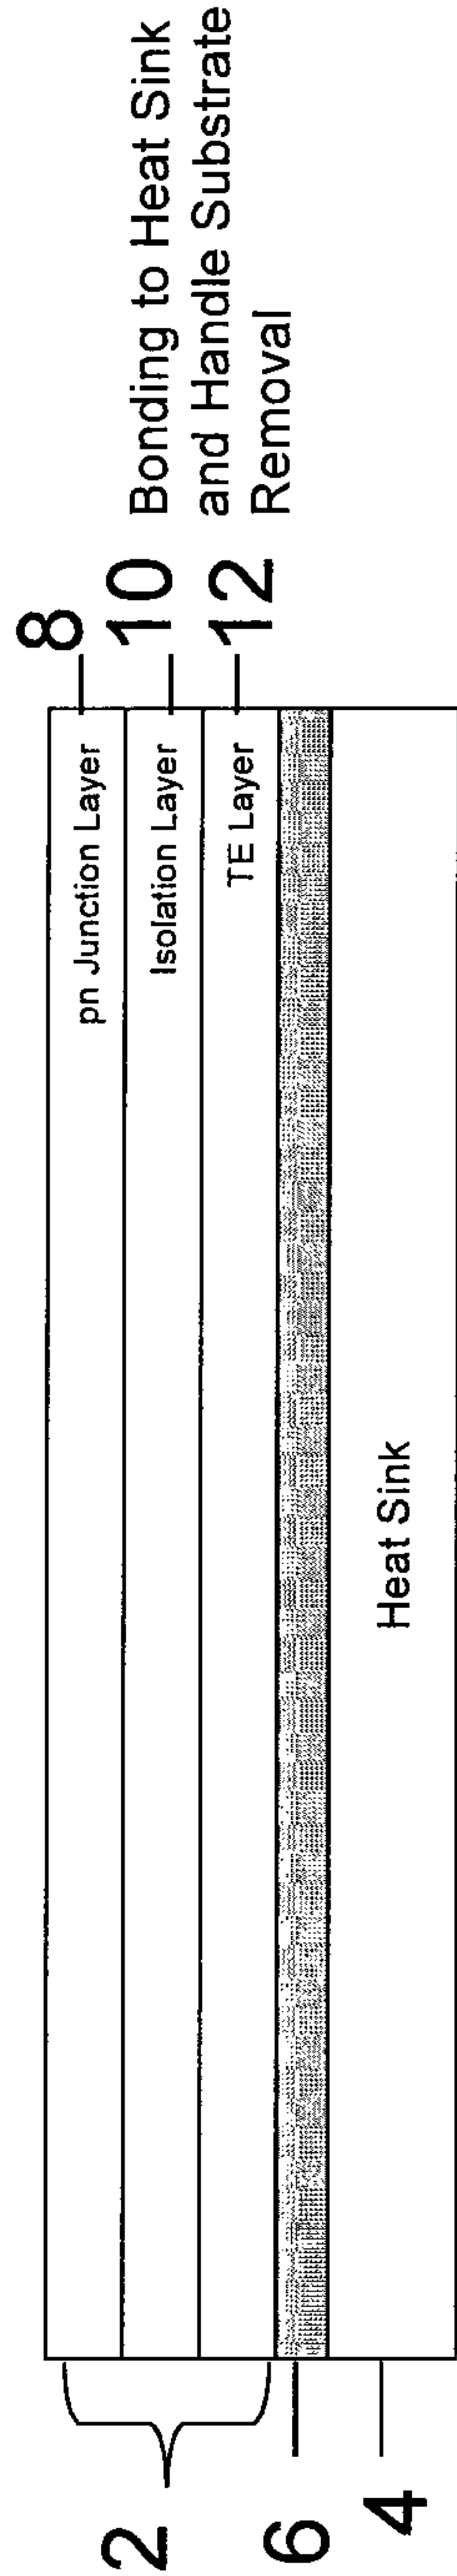 8
pn Junction Layer
10
Isolation Layer
12
TE Layer
Bonding to Heat Sink
and Handle Substrate
Removal
Heat Sink
2
6
4